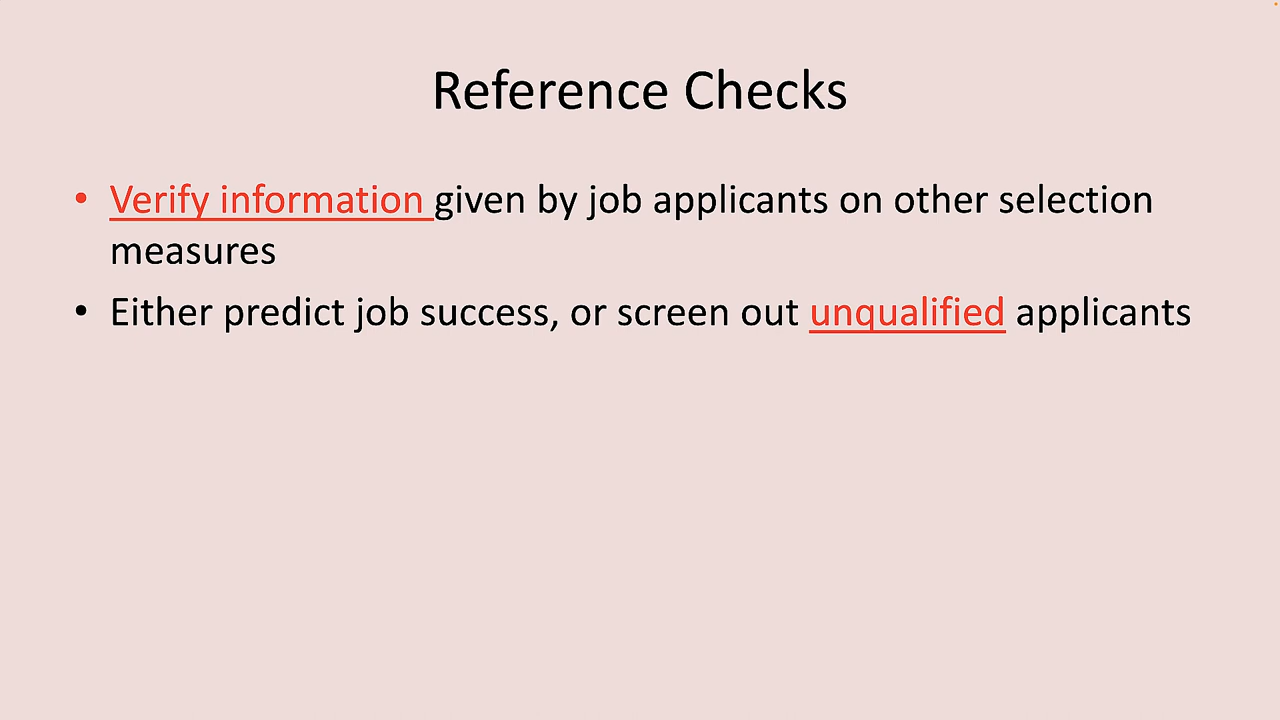 Reference Checks
• Verify information given by job applicants on other selection
measures
• Either predict job success, or screen out unqualified applicants